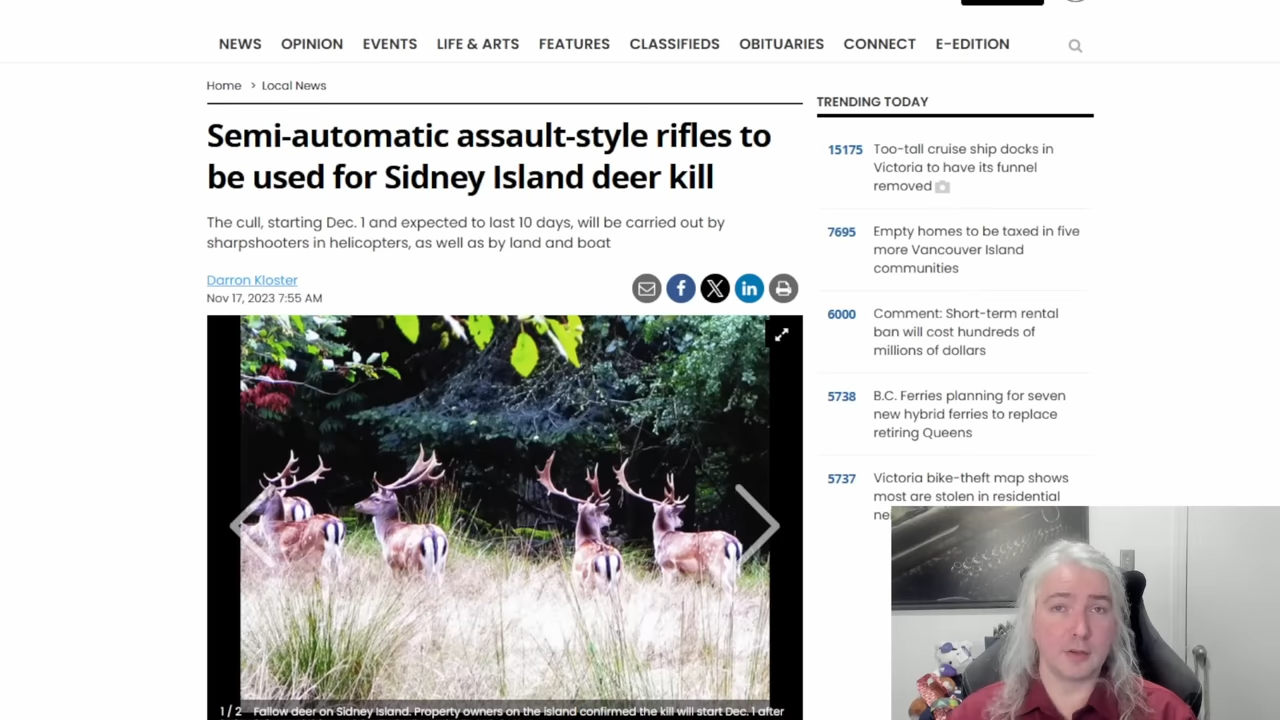 NEWS OPINION EVENTS LIFE & ARTS FEATURES CLASSIFIEDS OBITUARIES CONNECT E-EDITION
Home > Local News
Semi-automatic assault-style rifles to
be used for Sidney Island deer kill
The cull, starting Dec. 1 and expected to last 10 days, will be carried out by
sharpshooters in helicopters, as well as by land and boat
Darron Kloster
Nov 17, 2023 7:55 AM
1 / 2 Fallow deer on Sidney Island. Property owners on the island confirmed the kill will start Dec. 1 after
TRENDING TODAY
15175 Too-tall cruise ship docks in
Victoria to have its funnel
removed
7695 Empty homes to be taxed in five
more Vancouver Island
communities
6000 Comment: Short-term rental
ban will cost hundreds of
millions of dollars
5738 B.C. Ferries planning for seven
new hybrid ferries to replace
retiring Queens
5737 Victoria bike-theft map shows
most are stolen in residential